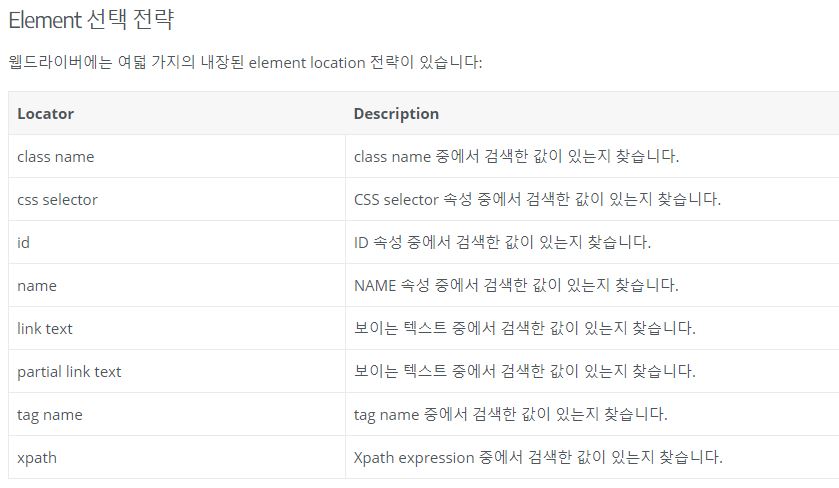 Element 선택 전략
웹드라이버에는 여덟 가지의 내장된 element location 전략이 있습니다:
Locator Description
class name class name 중에서 검색한 값이 있는지 찾습니다.
css selector CSS selector 속성 중에서 검색한 값이 있는지 찾습니다.
id ID 속성 중에서 검색한 값이 있는지 찾습니다.
name NAME 속성 중에서 검색한 값이 있는지 찾습니다.
link text 보이는 텍스트 중에서 검색한 값이 있는지 찾습니다.
partial link text 보이는 텍스트 중에서 검색한 값이 있는지 찾습니다.
tag name tag name 중에서 검색한 값이 있는지 찾습니다.
xpath Xpath expression 중에서 검색한 값이 있는지 찾습니다.